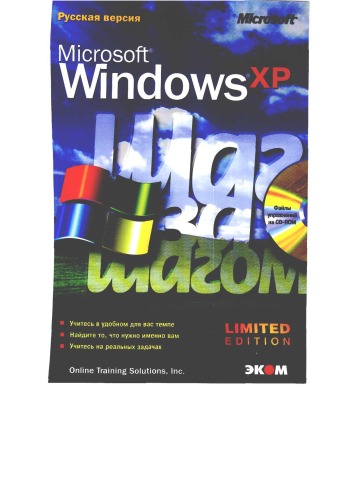 Русская версия
Microsoft
Microsoft
Windows XP
Шаг
за
шагом
Файлы
упражнений
на CD-ROM
Учитесь в удобном для вас темпе
Найдите то, что нужно именно вам
Учитесь на реальных задачах
LIMITED
EDITION
Online Training Solutions, Inc.
ЭКОМ